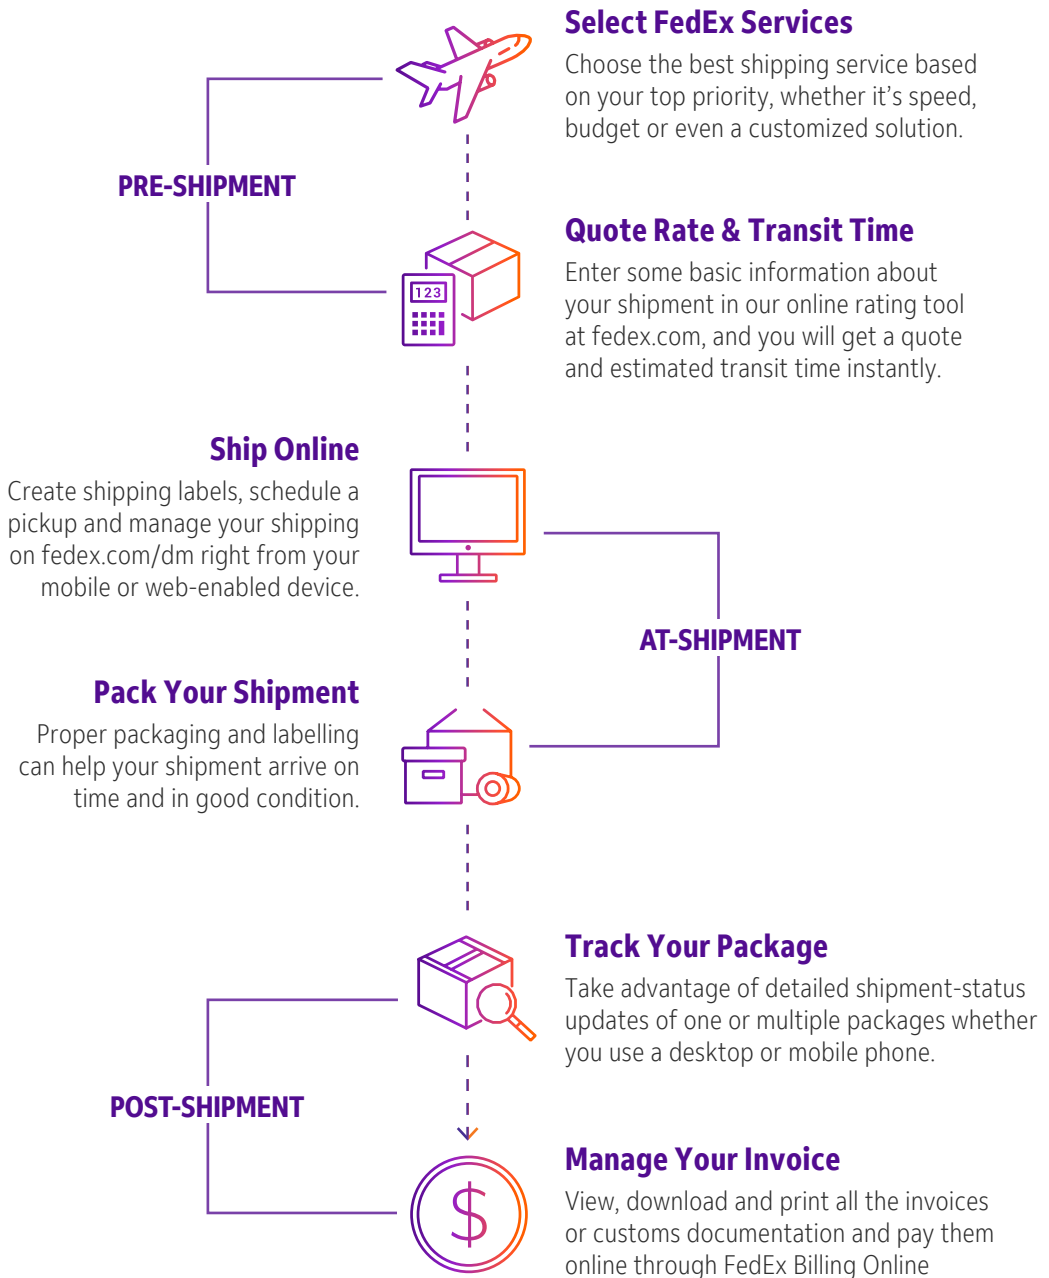 Select FedEx Services
Choose the best shipping service based
on your top priority, whether it’s speed,
budget or even a customized solution.
PRE-SHIPMENT
Quote Rate & Transit Time
Enter some basic information about
your shipment in our online rating tool
at fedex.com, and you will get a quote
and estimated transit time instantly.
123
Ship Online
Create shipping labels, schedule a
pickup and manage your shipping
on fedex.com/dm right from your
mobile or web-enabled device.
AT-SHIPMENT
Pack Your Shipment
Proper packaging and labelling
can help your shipment arrive on
time and in good condition.
Track Your Package
Take advantage of detailed shipment-status
updates of one or multiple packages whether
you use a desktop or mobile phone.
POST-SHIPMENT
Manage Your Invoice
View, download and print all the invoices
or customs documentation and pay them
online through FedEx Billing Online
$